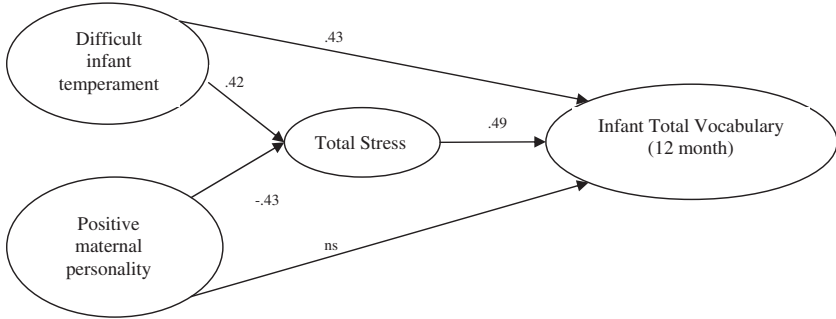 Difficult
infant
temperament
.43
.42
Total Stress
.49
Infant Total Vocabulary
(12 month)
-.43
Positive
maternal
personality
ns